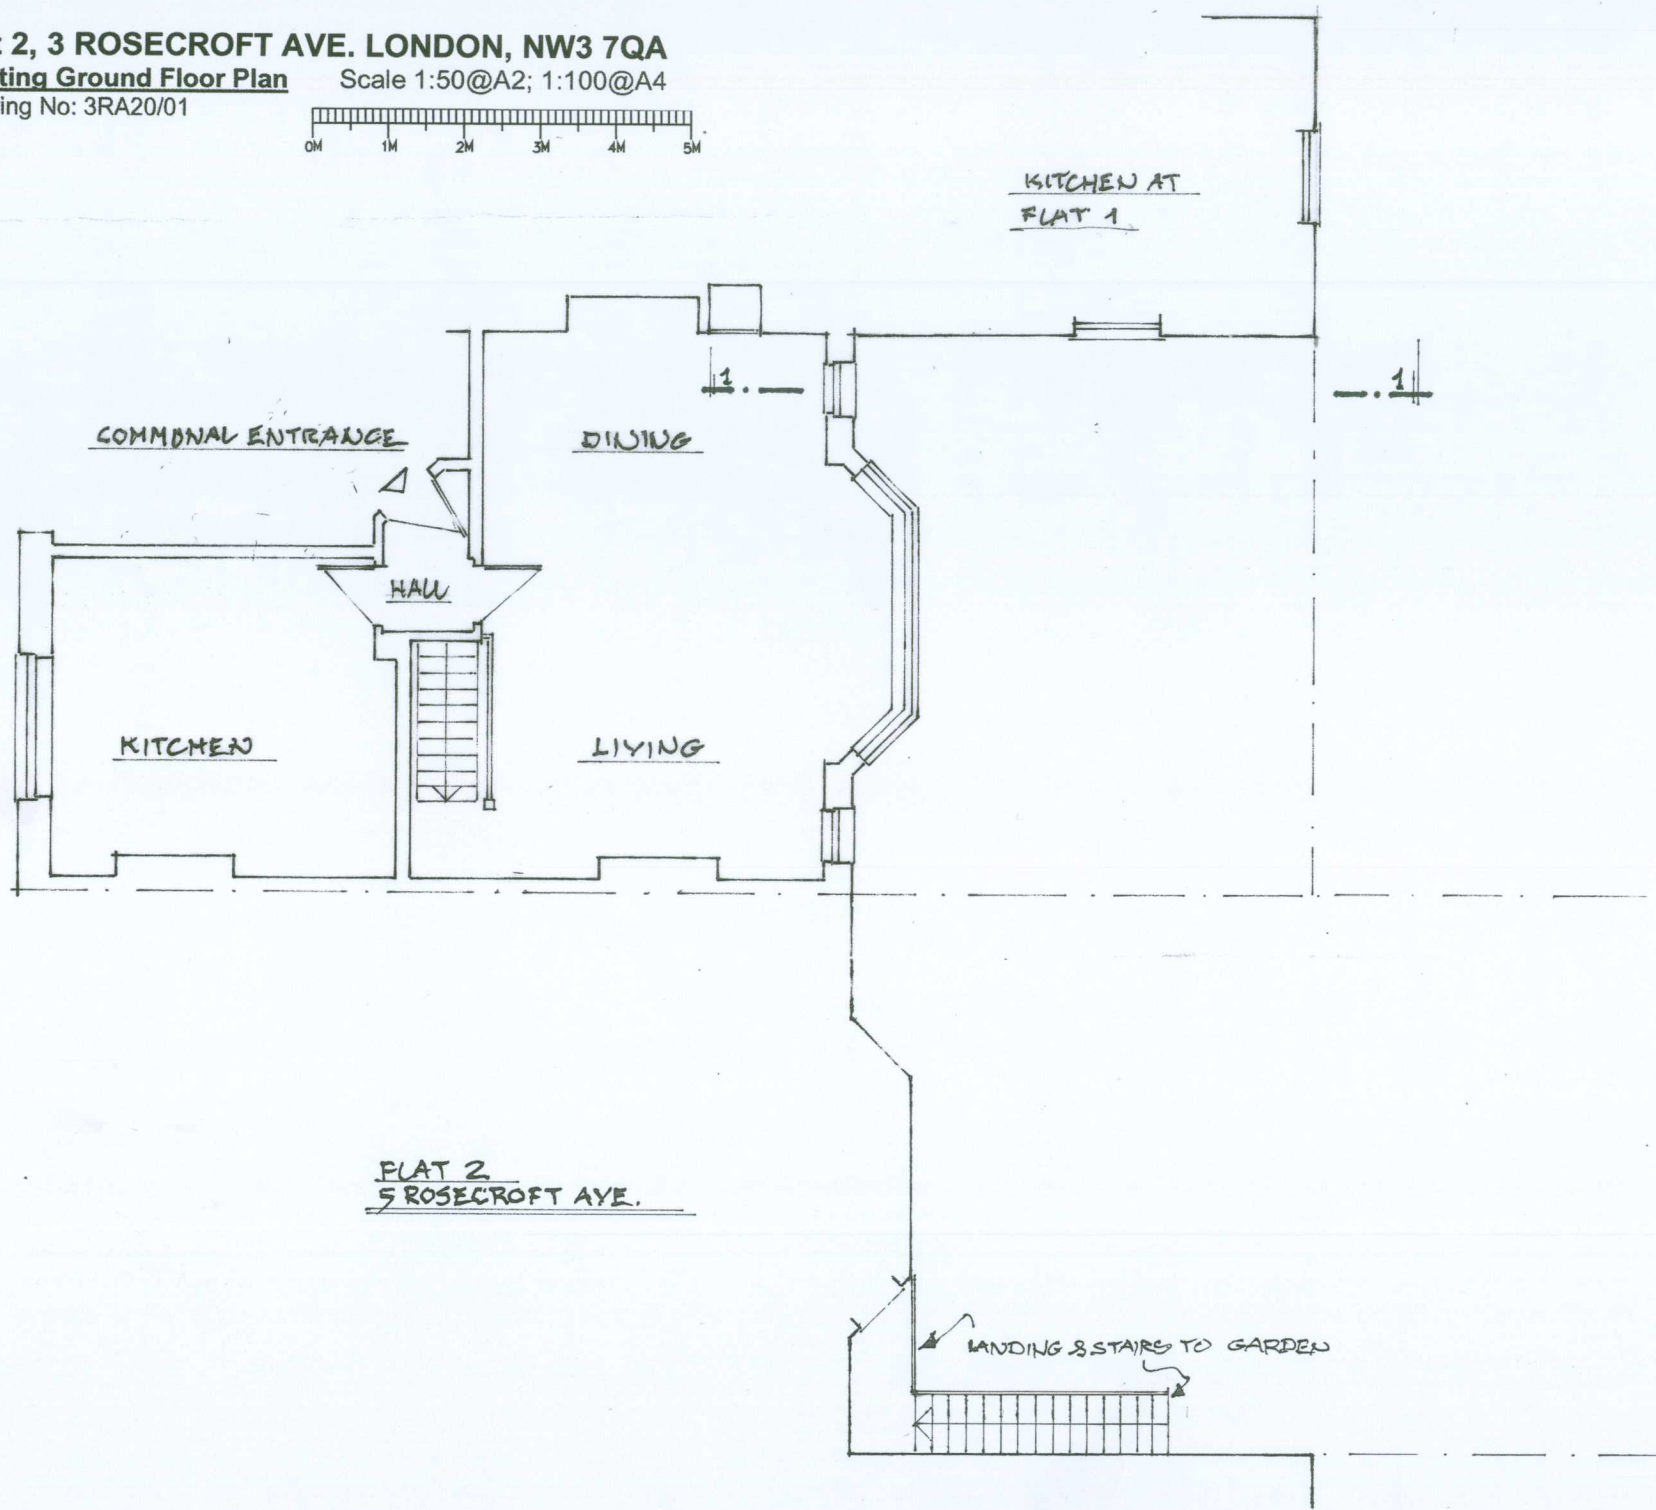 2, 3 ROSECROFT AVE. LONDON, NW3 7QA
ting Ground Floor Plan Scale 1:50@A2; 1:100@A4
ing No: 3RA20/01
0M 1M 2M 3M 4M 5M
KITCHEN AT
FLAT 1
1
1
COMMUNAL ENTRANCE
DINING
HALL
KITCHEN
LIVING
FLAT 2
5 ROSECROFT AVE.
LANDING & STAIRS TO GARDEN